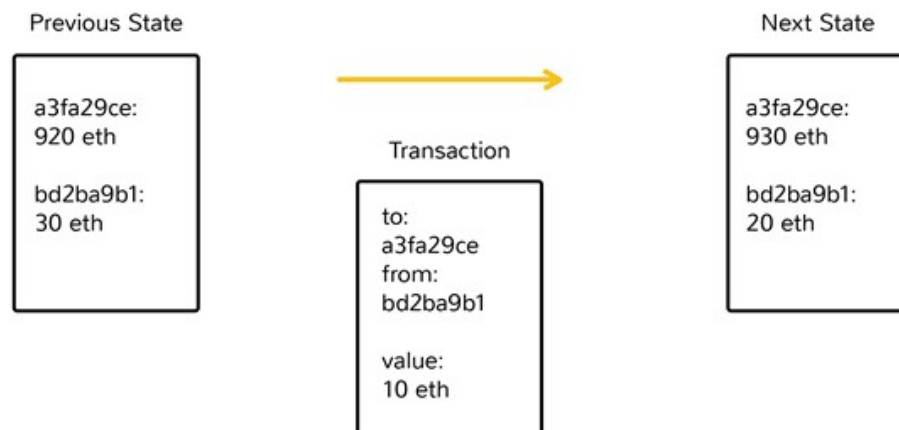 Previous State
a3fa29ce:
920 eth
bd2ba9b1:
30 eth
Transaction
to:
a3fa29ce
from:
bd2ba9b1
value:
10 eth
Next State
a3fa29ce:
930 eth
bd2ba9b1:
20 eth